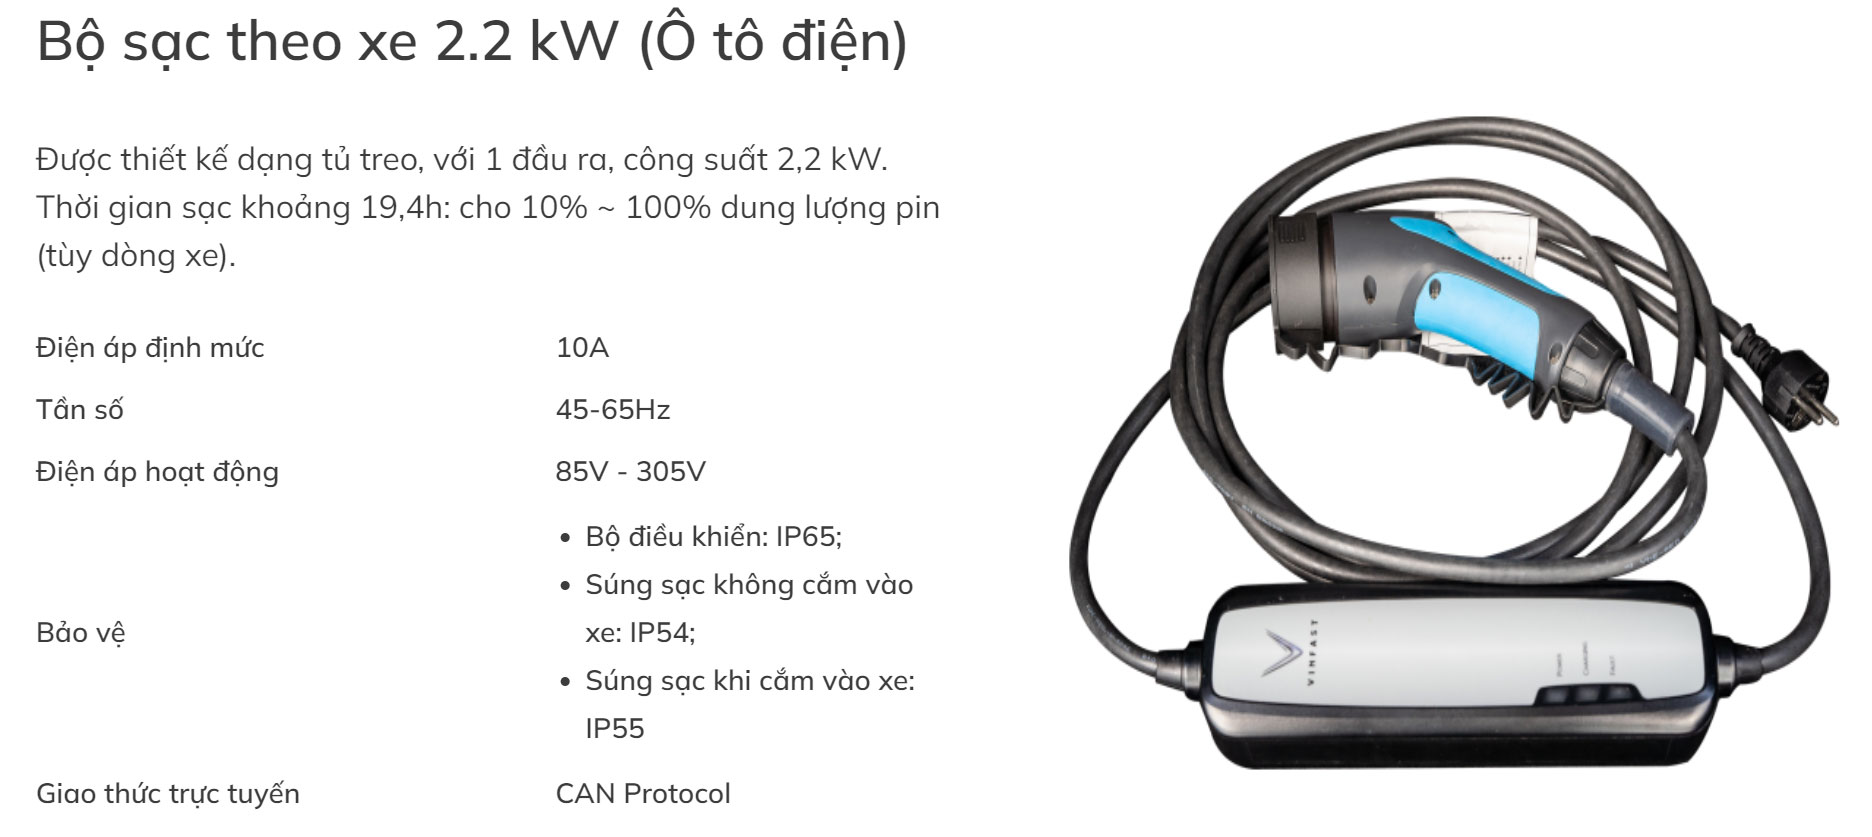 Bộ sạc theo xe 2.2 kW (Ô tô điện)
Được thiết kế dạng tủ treo, với 1 đầu ra, công suất 2,2 kW.
Thời gian sạc khoảng 19,4h: cho 10% ~ 100% dung lượng pin
(tùy dòng xe).
Điện áp định mức 10A
Tần số 45-65Hz
Điện áp hoạt động 85V - 305V
Bảo vệ
• Bộ điều khiển: IP65;
• Súng sạc không cắm vào
xe: IP54;
• Súng sạc khi cắm vào xe:
IP55
Giao thức trực tuyến CAN Protocol
VINFAST
POWER
CHARGING
FAULT